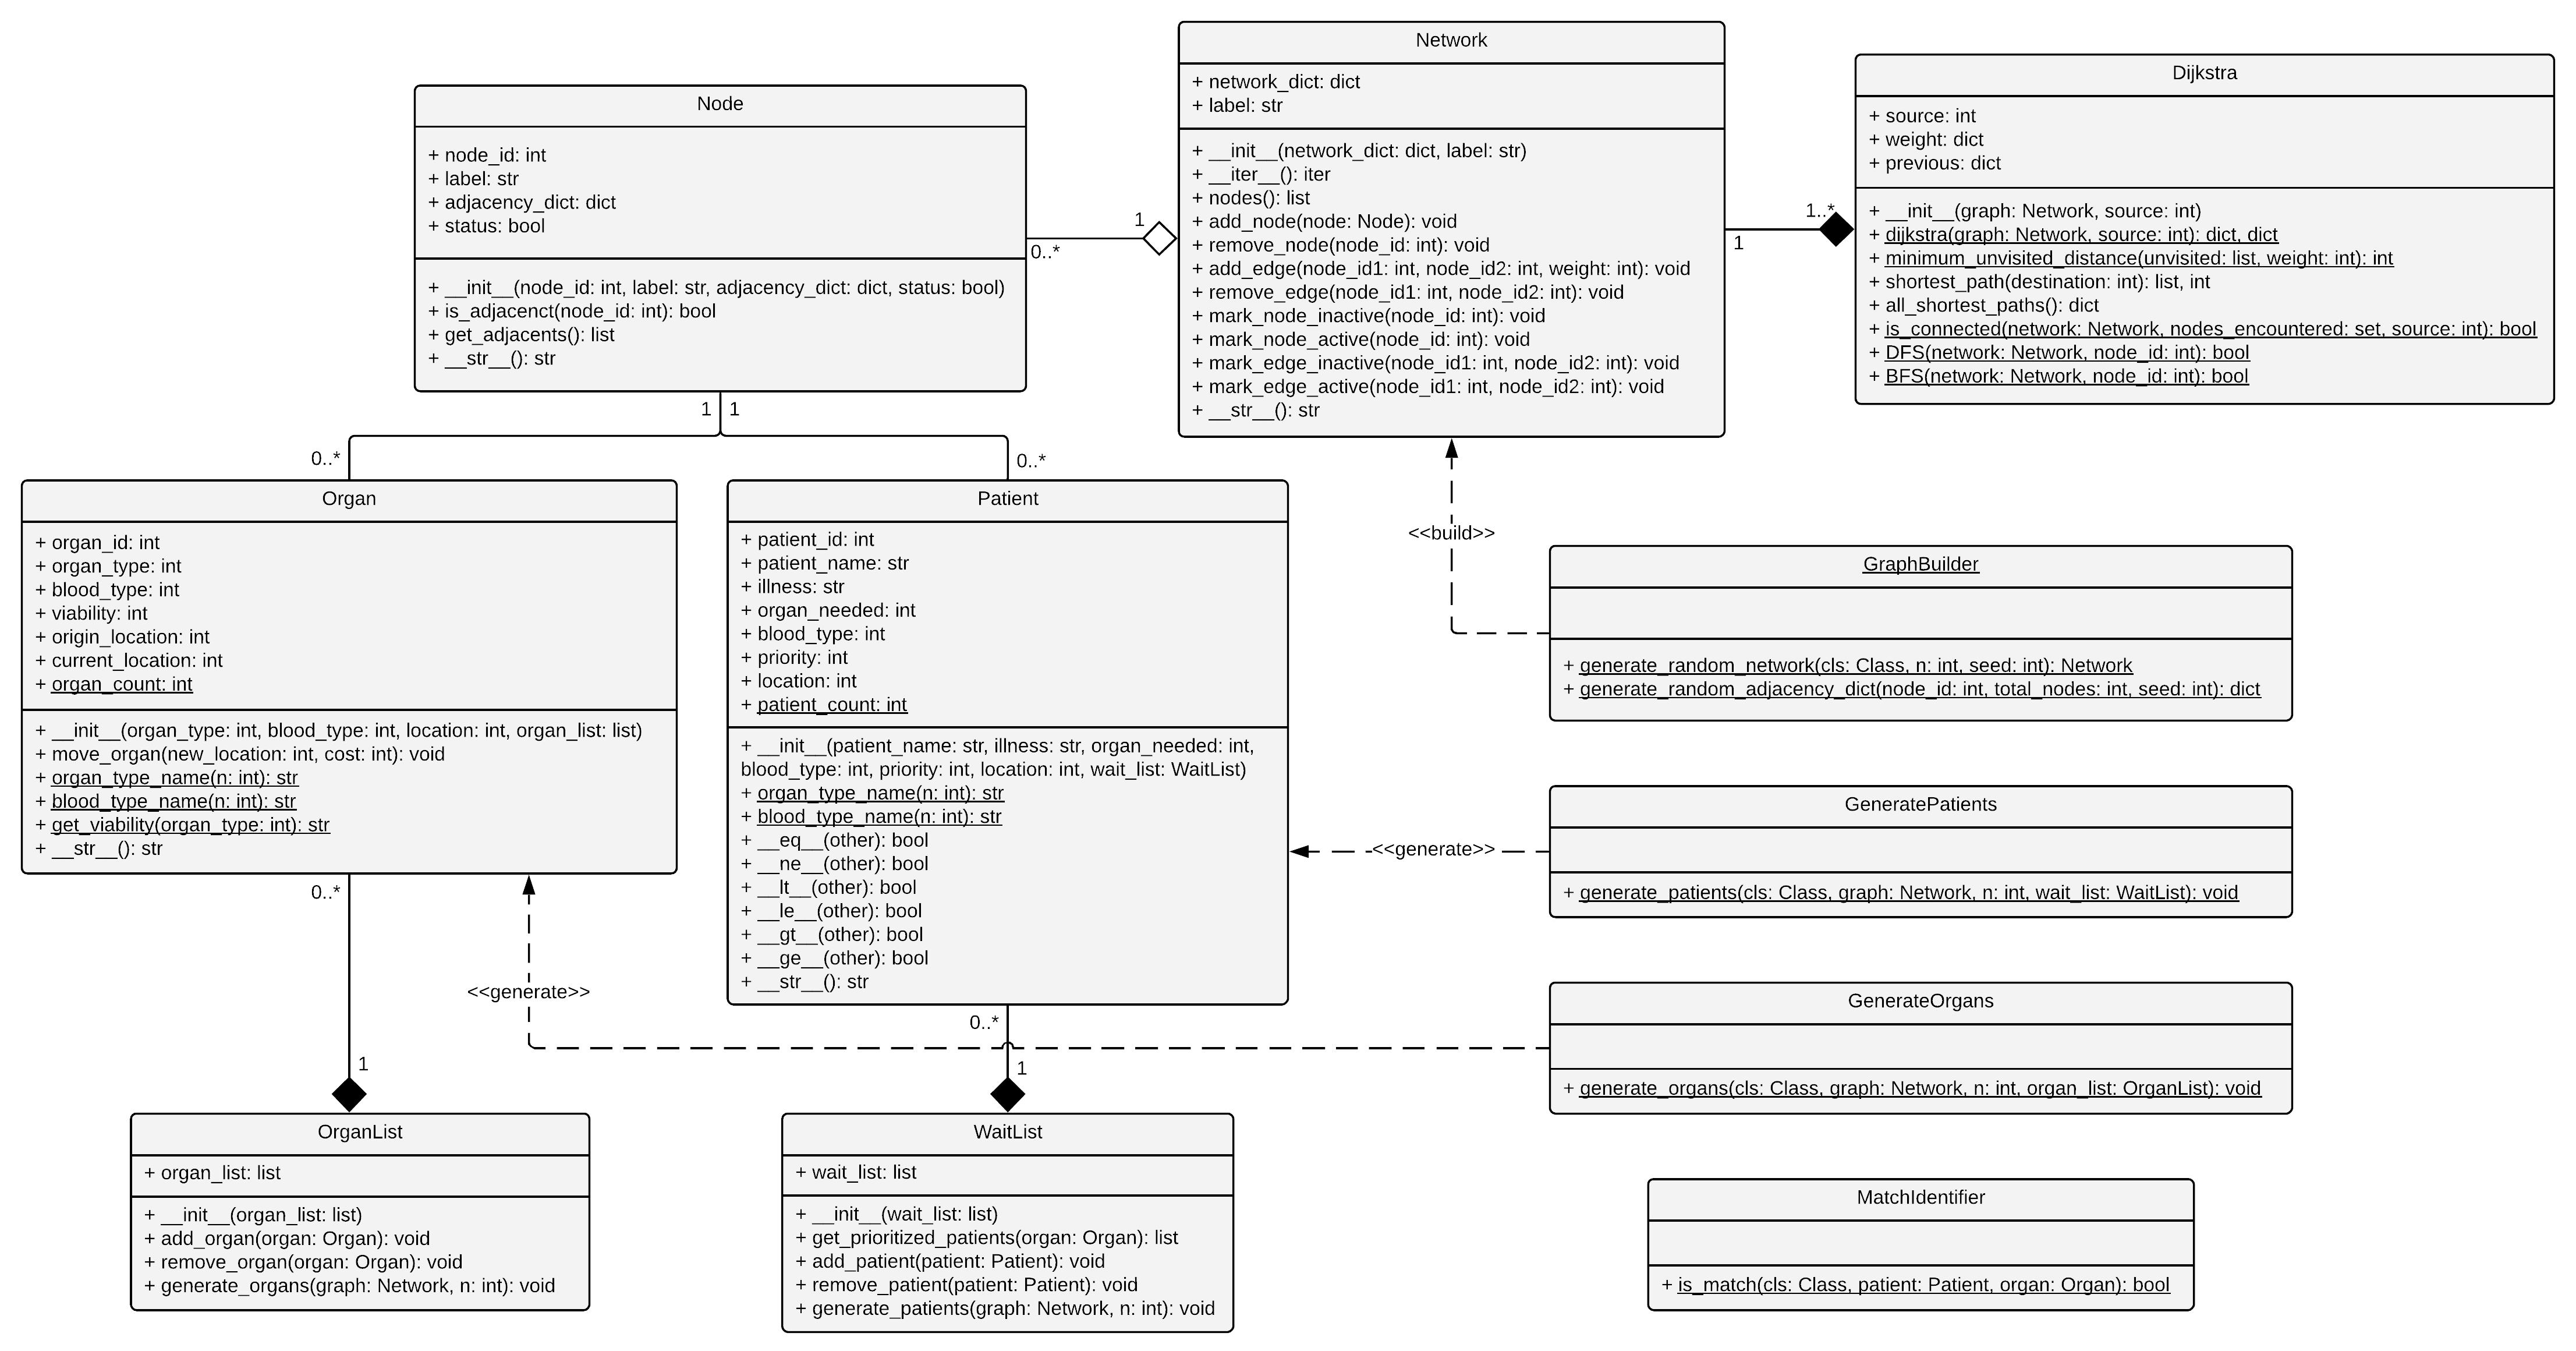 Network
+ network_dict: dict
+ label: str
+ __init__(network_dict: dict, label: str)
+ __iter__(): iter
+ nodes(): list
+ add_node(node: Node): void
+ remove_node(node_id: int): void
+ add_edge(node_id1: int, node_id2: int, weight: int): void
+ remove_edge(node_id1: int, node_id2: int): void
+ mark_node_inactive(node_id: int): void
+ mark_node_active(node_id: int): void
+ mark_edge_inactive(node_id1: int, node_id2: int): void
+ mark_edge_active(node_id1: int, node_id2: int): void
+ __str__(): str
Dijkstra
+ source: int
+ weight: dict
+ previous: dict
+ __init__(graph: Network, source: int)
+ dijkstra(graph: Network, source: int): dict, dict
+ minimum_unvisited_distance(unvisited: list, weight: int): int
+ shortest_path(destination: int): list, int
+ all_shortest_paths(): dict
+ is_connected(network: Network, nodes_encountered: set, source: int): bool
+ DFS(network: Network, node_id: int): bool
+ BFS(network: Network, node_id: int): bool
1..*
1
Node
+ node_id: int
+ label: str
+ adjacency_dict: dict
+ status: bool
+ __init__(node_id: int, label: str, adjacency_dict: dict, status: bool)
+ is_adjacenct(node_id: int): bool
+ get_adjacents(): list
+ __str__(): str
1
0..*
1
1
0..*
0..*
Organ
+ organ_id: int
+ organ_type: int
+ blood_type: int
+ viability: int
+ origin_location: int
+ current_location: int
+ organ_count: int
+ __init__(organ_type: int, blood_type: int, location: int, organ_list: list)
+ move_organ(new_location: int, cost: int): void
+ organ_type_name(n: int): str
+ blood_type_name(n: int): str
+ get_viability(organ_type: int): str
+ __str__(): str
Patient
+ patient_id: int
+ patient_name: str
+ illness: str
+ organ_needed: int
+ blood_type: int
+ priority: int
+ location: int
+ patient_count: int
+ __init__(patient_name: str, illness: str, organ_needed: int,
blood_type: int, priority: int, location: int, wait_list: WaitList)
+ organ_type_name(n: int): str
+ blood_type_name(n: int): str
+ __eq__(other): bool
+ __ne__(other): bool
+ __lt__(other): bool
+ __le__(other): bool
+ __gt__(other): bool
+ __ge__(other): bool
+ __str__(): str
<<build>>
GraphBuilder
+ generate_random_network(cls: Class, n: int, seed: int): Network
+ generate_random_adjacency_dict(node_id: int, total_nodes: int, seed: int): dict
<<generate>>
GeneratePatients
+ generate_patients(cls: Class, graph: Network, n: int, wait_list: WaitList): void
<<generate>>
GenerateOrgans
+ generate_organs(cls: Class, graph: Network, n: int, organ_list: OrganList): void
0..*
1
0..*
1
OrganList
+ organ_list: list
+ __init__(organ_list: list)
+ add_organ(organ: Organ): void
+ remove_organ(organ: Organ): void
+ generate_organs(graph: Network, n: int): void
WaitList
+ wait_list: list
+ __init__(wait_list: list)
+ get_prioritized_patients(organ: Organ): list
+ add_patient(patient: Patient): void
+ remove_patient(patient: Patient): void
+ generate_patients(graph: Network, n: int): void
MatchIdentifier
+ is_match(cls: Class, patient: Patient, organ: Organ): bool